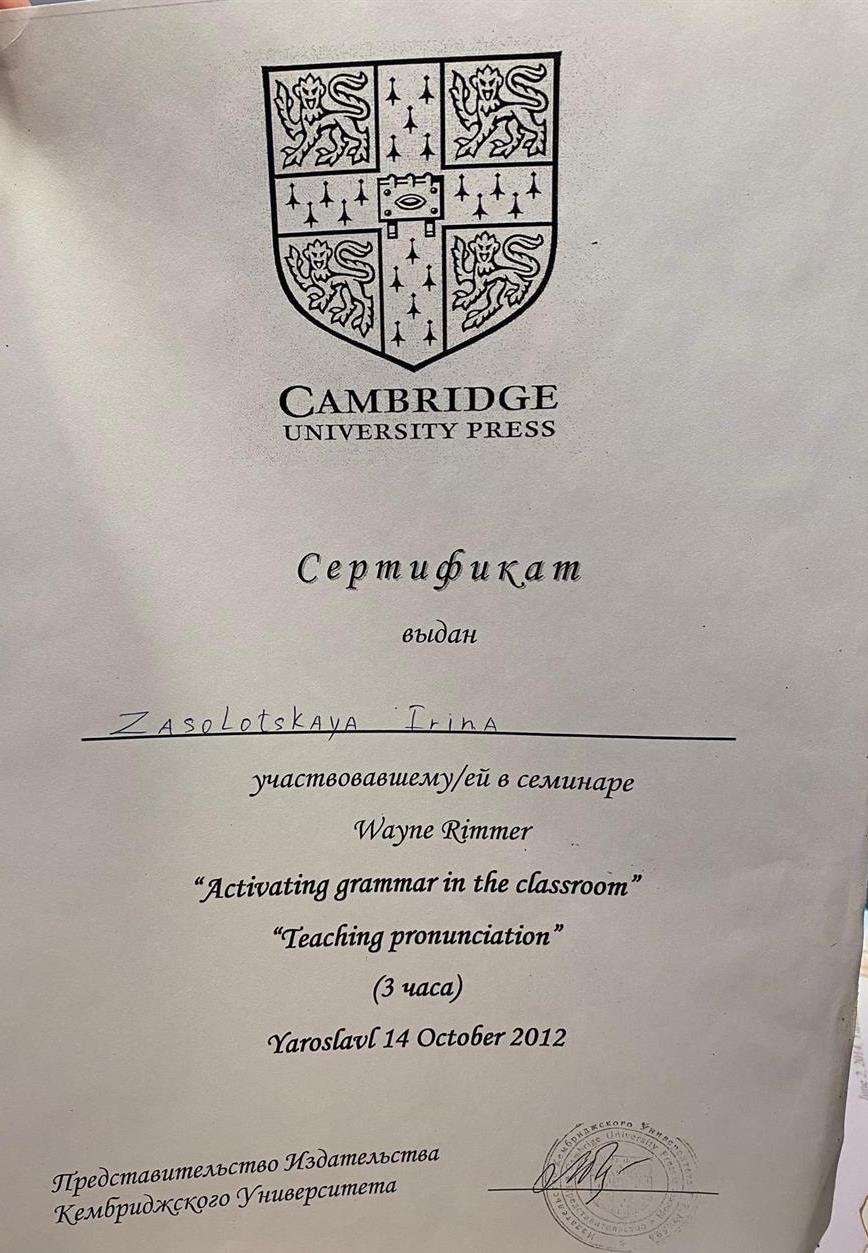 CAMBRIDGE
UNIVERSITY PRESS
Сертификат
выдан
Zasolotskaya Irina
участвовавшему/ей в семинаре
Wayne Rimmer
“Activating grammar in the classroom”
“Teaching pronunciation”
(3 часа)
Yaroslavl 14 October 2012
Представительство Издательства
Кембриджского Университета